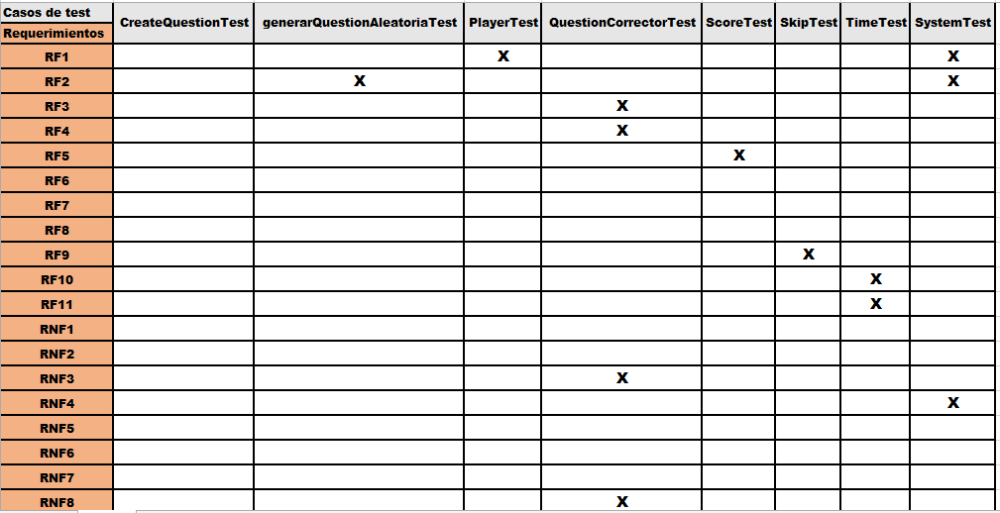 Casos de test
CreateQuestionTest generarQuestionAleatoriaTest PlayerTest QuestionCorrectorTest ScoreTest SkipTest TimeTest SystemTest
Requerimientos
RF1 X X
RF2 X X
RF3 X
RF4 X
RF5 X
RF6
RF7
RF8
RF9 X
RF10 X
RF11 X
RNF1
RNF2
RNF3 X
RNF4 X
RNF5
RNF6
RNF7
RNF8 X